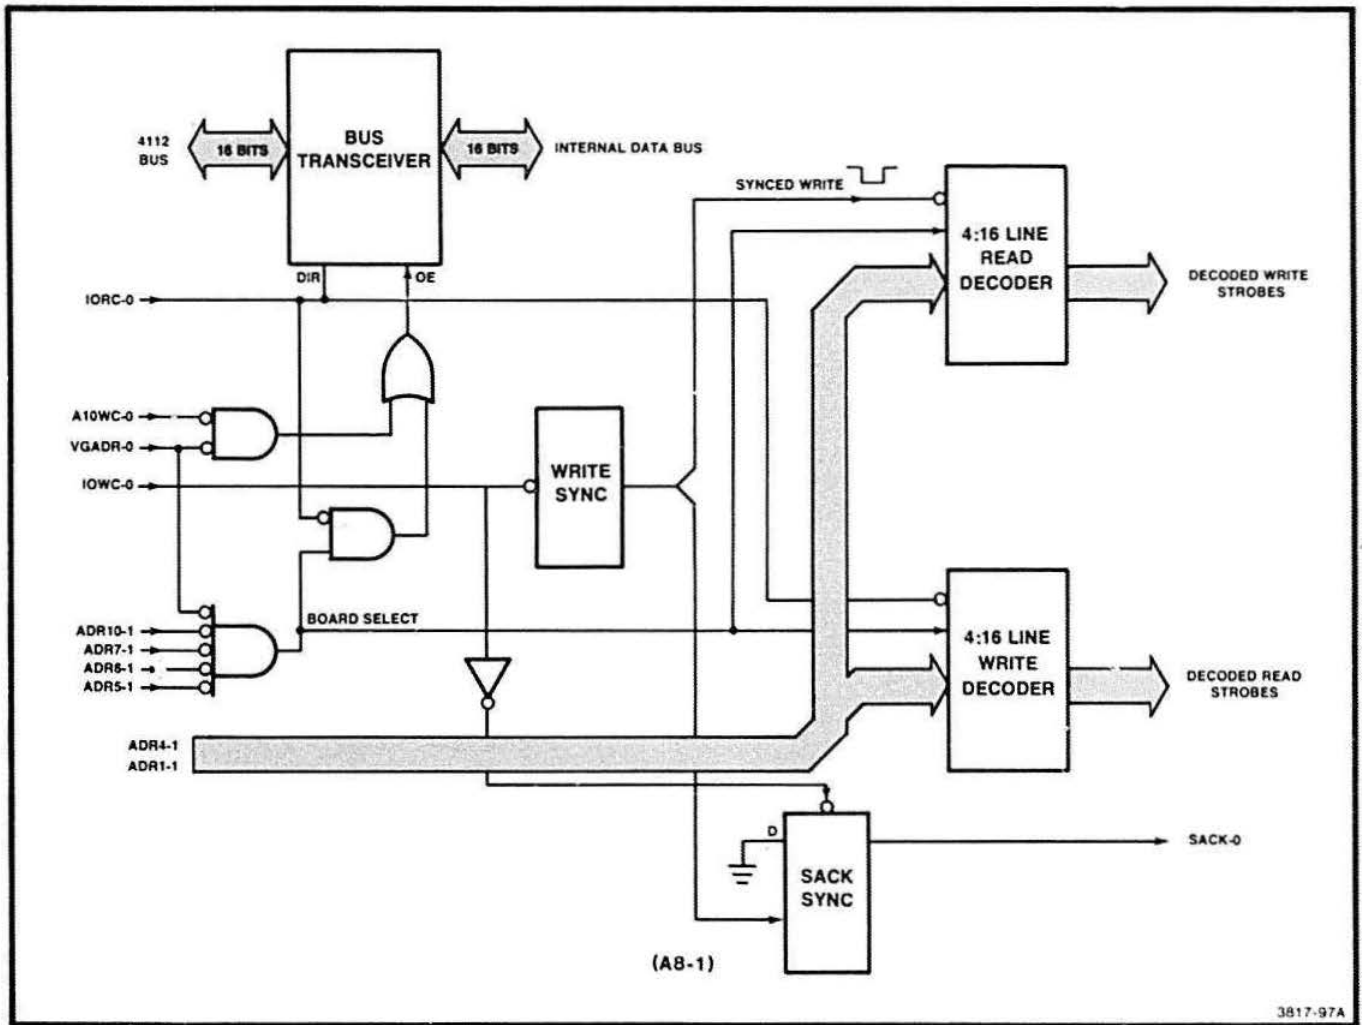 BUS
TRANSCEIVER
4112
BUS
16 BITS
16 BITS
INTERNAL DATA BUS
DIR
OE
SYNCED WRITE
4:16 LINE
READ
DECODER
DECODED WRITE
STROBES
IORC-0
A10WC-0
VGADR-0
IOWC-0
WRITE
SYNC
BOARD SELECT
ADR10-1
ADR7-1
ADR6-1
ADR5-1
4:16 LINE
WRITE
DECODER
DECODED READ
STROBES
ADR4-1
ADR1-1
D
SACK
SYNC
SACK-0
(A8-1)
3817-97A